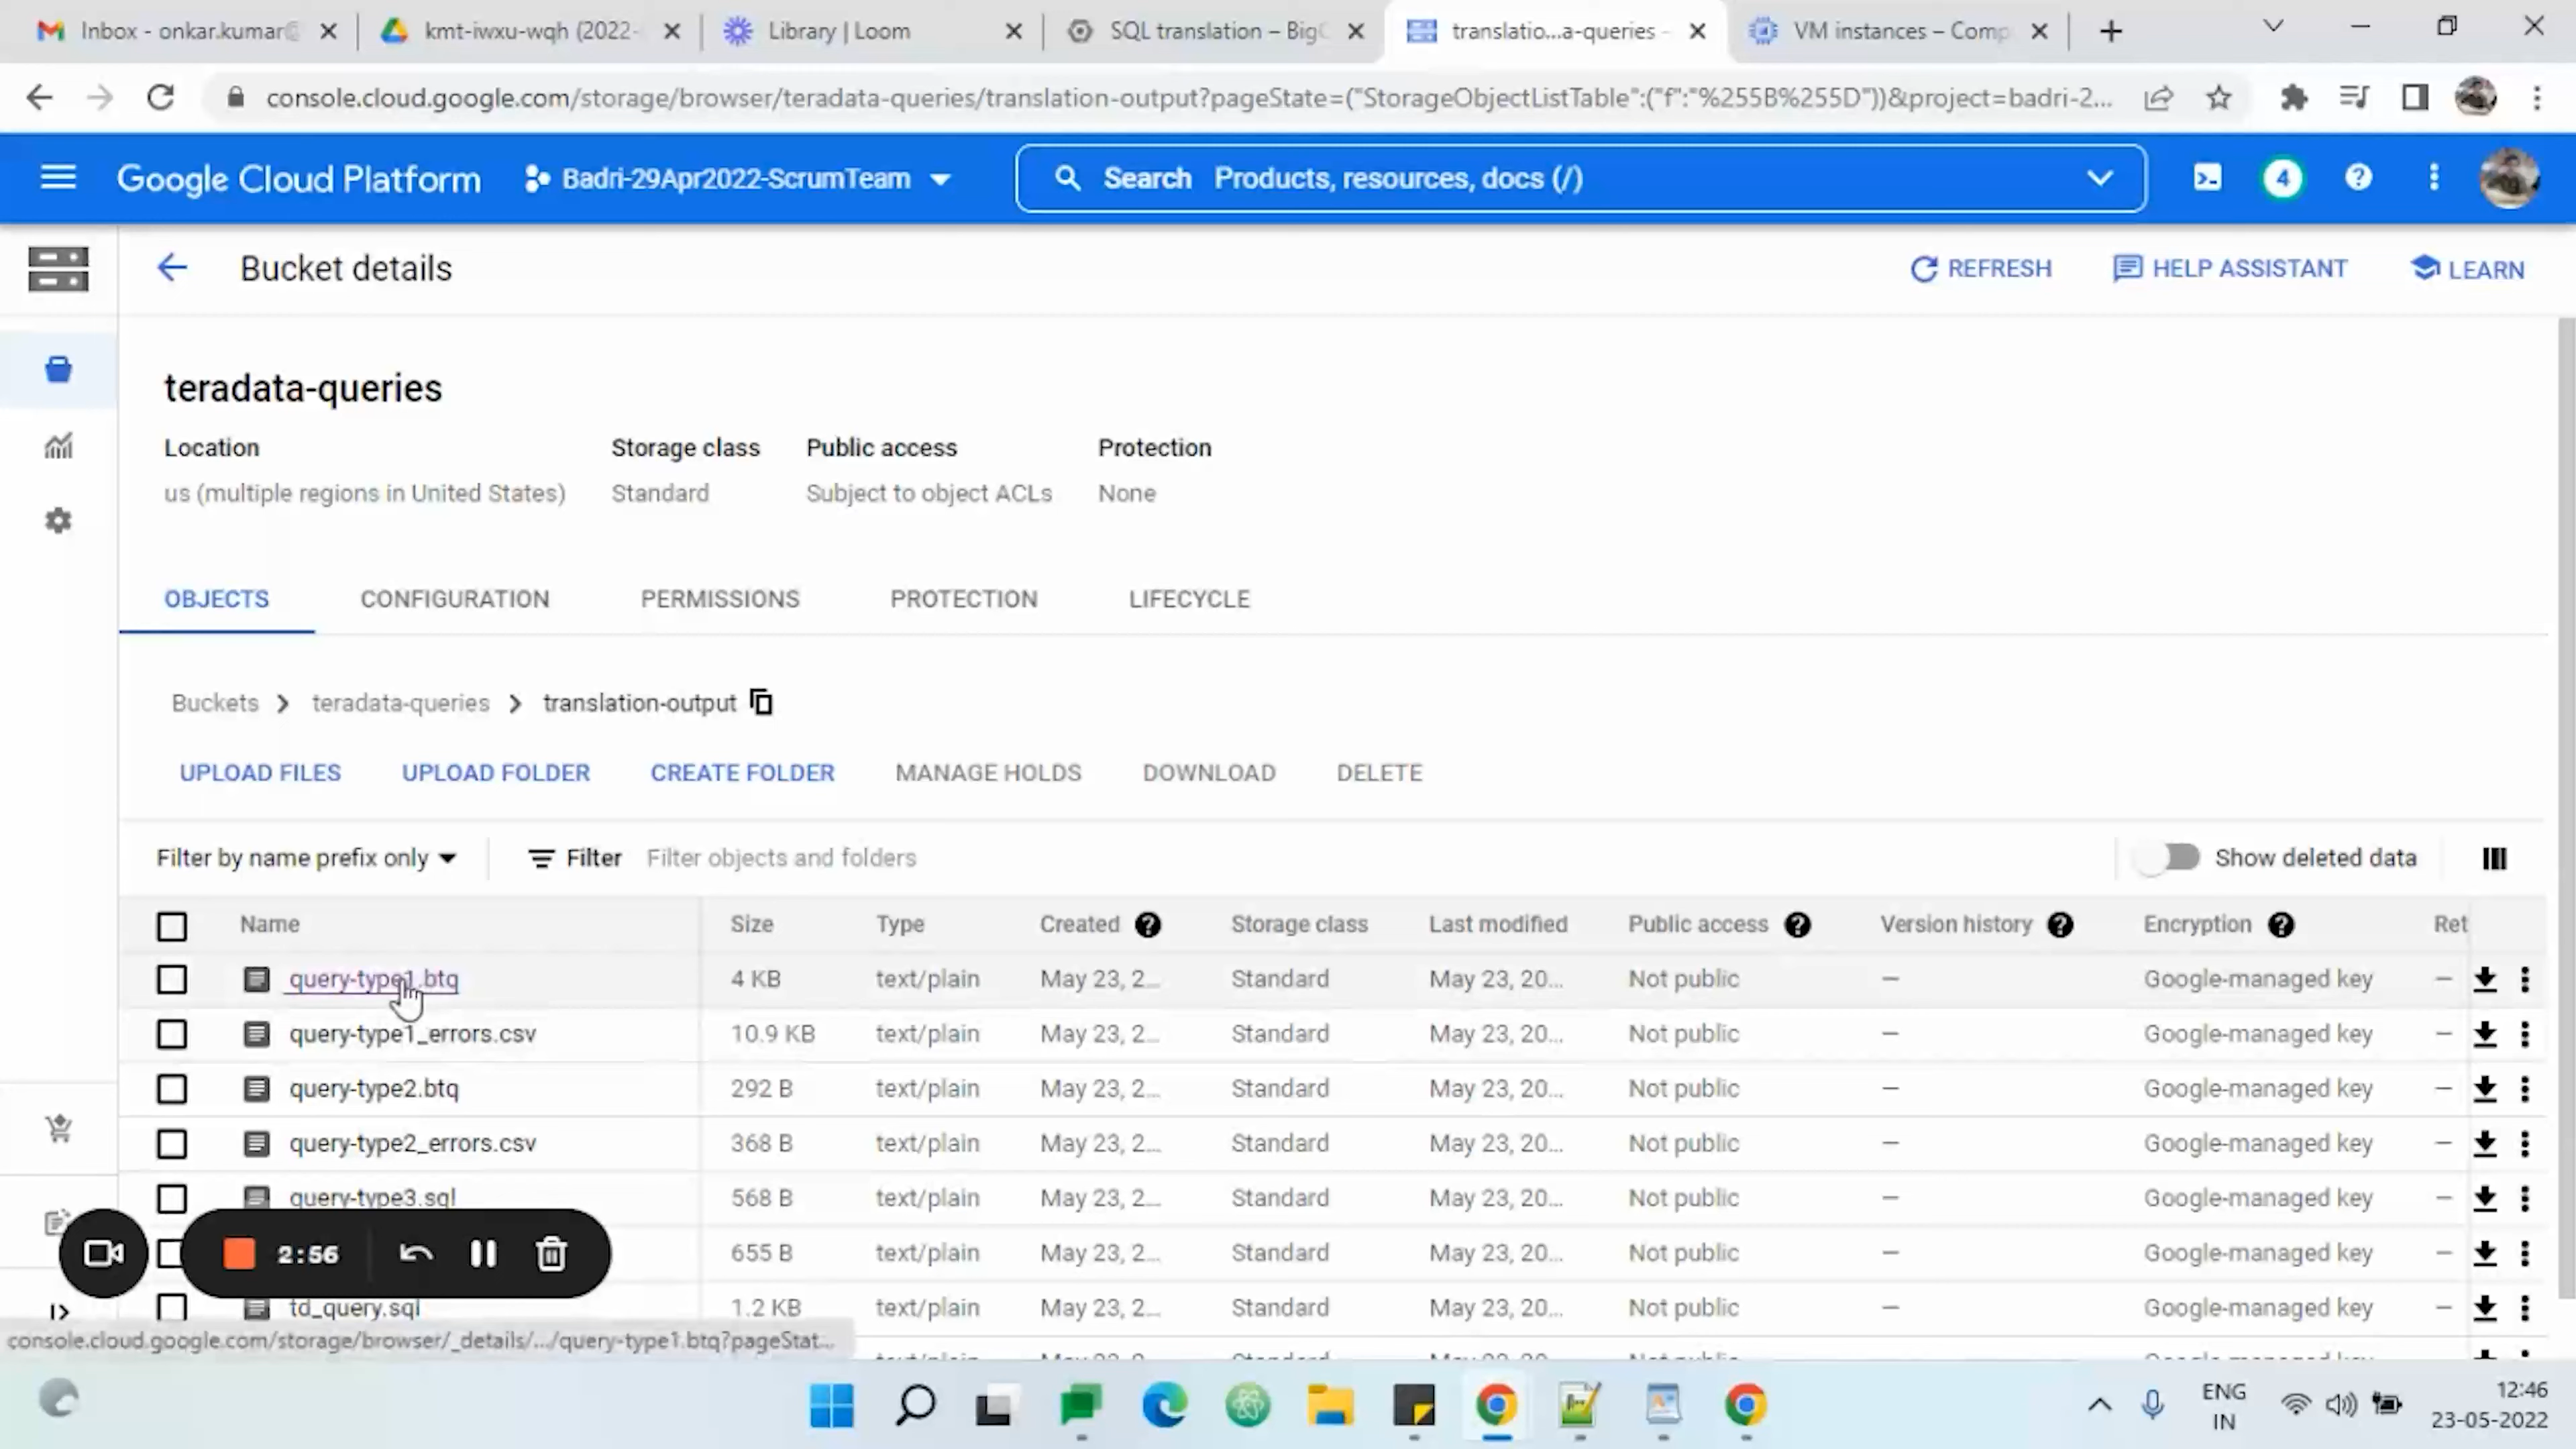 Inbox - onkar.kumar@
kmt-iwxu-wqh (2022-
Library | Loom
SQL translation – Big
translatio...a-queries -
VM instances – Comp
console.cloud.google.com/storage/browser/teradata-queries/translation-output?pageState=("StorageObjectListTable":("f":"%255B%255D"))&project=badri-2...
Google Cloud Platform
Badri-29Apr2022-ScrumTeam
Search Products, resources, docs (/)
4
Bucket details
REFRESH
HELP ASSISTANT
LEARN
teradata-queries
Location Storage class Public access Protection
us (multiple regions in United States) Standard Subject to object ACLs None
OBJECTS CONFIGURATION PERMISSIONS PROTECTION LIFECYCLE
Buckets > teradata-queries > translation-output
UPLOAD FILES UPLOAD FOLDER CREATE FOLDER MANAGE HOLDS DOWNLOAD DELETE
Filter by name prefix only Filter Filter objects and folders Show deleted data
Name Size Type Created Storage class Last modified Public access Version history Encryption Ret
query-type1.btq 4 KB text/plain May 23, 2... Standard May 23, 20... Not public — Google-managed key —
query-type1_errors.csv 10.9 KB text/plain May 23, 2... Standard May 23, 20... Not public — Google-managed key —
query-type2.btq 292 B text/plain May 23, 2... Standard May 23, 20... Not public — Google-managed key —
query-type2_errors.csv 368 B text/plain May 23, 2... Standard May 23, 20... Not public — Google-managed key —
query-type3.sql 568 B text/plain May 23, 2... Standard May 23, 20... Not public — Google-managed key —
655 B text/plain May 23, 2... Standard May 23, 20... Not public — Google-managed key —
2:56
td_query.sql 1.2 KB text/plain May 23, 2... Standard May 23, 20... Not public — Google-managed key —
console.cloud.google.com/storage/browser/_details/.../query-type1.btq?pageStat...
ENG
IN
12:46
23-05-2022